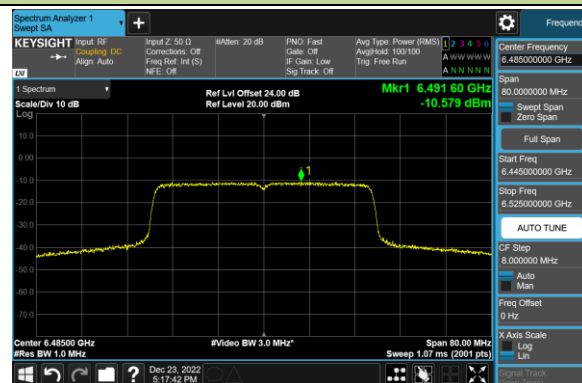 Spectrum Analyzer 1
Swept SA
Frequenc
KEYSIGHT
Input: RF
Coupling: DC
Align: Auto
Input Z: 50 Ω
Corrections: Off
Freq Ref: Int (S)
NFE: Off
#Atten: 20 dB
PNO: Fast
Gate: Off
IF Gain: Low
Sig Track: Off
Avg Type: Power (RMS)
Avg|Hold: 100/100
Trig: Free Run
1 2 3 4 5 6
A W W W W W
A N N N N N
LXI
1 Spectrum
Scale/Div 10 dB
Log
Ref Lvl Offset 24.00 dB
Ref Level 20.00 dBm
Mkr1 6.491 60 GHz
-10.579 dBm
10.0
0.00
1
-10.0
-20.0
-30.0
-40.0
-50.0
-60.0
-70.0
Center 6.48500 GHz
#Res BW 1.0 MHz
#Video BW 3.0 MHz*
Span 80.00 MHz
Sweep 1.07 ms (2001 pts)
Dec 23, 2022
5:17:42 PM
?
Center Frequency
6.485000000 GHz
Span
80.0000000 MHz
Swept Span
Zero Span
Full Span
Start Freq
6.445000000 GHz
Stop Freq
6.525000000 GHz
AUTO TUNE
CF Step
8.000000 MHz
Auto
Man
Freq Offset
0 Hz
X Axis Scale
Log
Lin
Signal Track